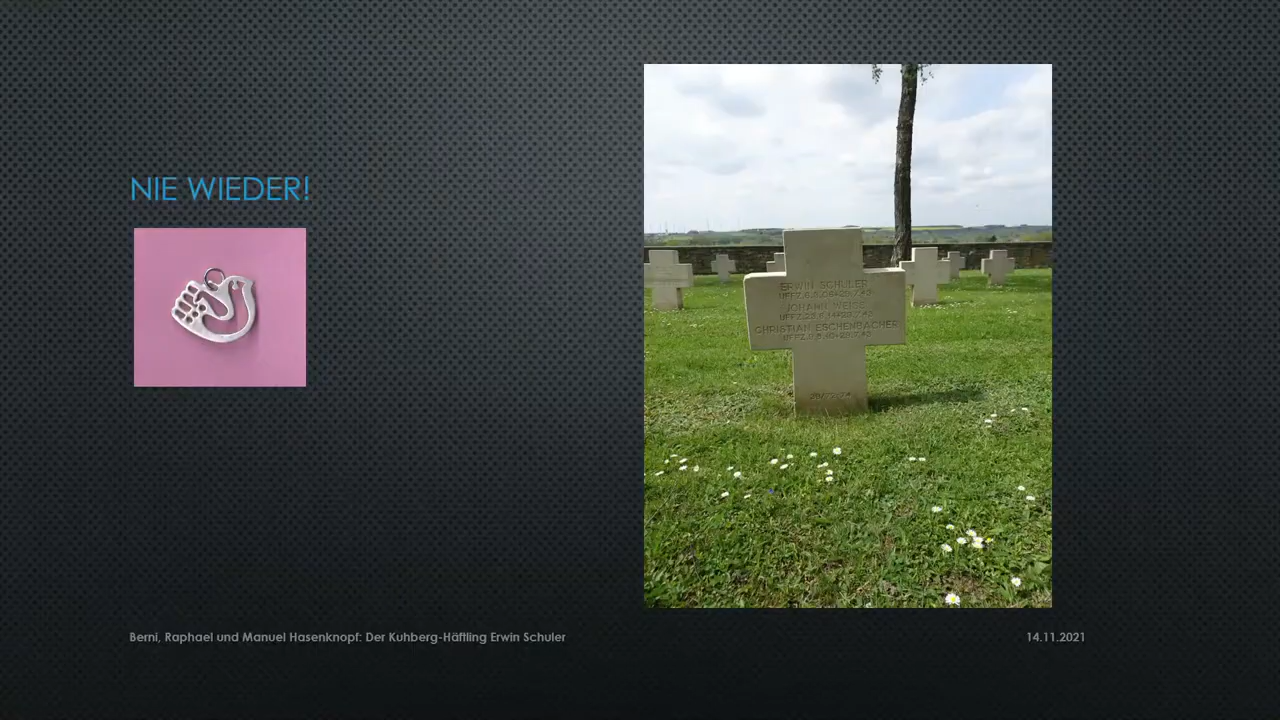 NIE WIEDER!
ERWIN SCHULER
JOHANN WEISS
CHRISTIAN ESCHENBACHER
Berni, Raphael und Manuel Hasenknopf: Der Kuhberg-Häftling Erwin Schuler
14.11.2021